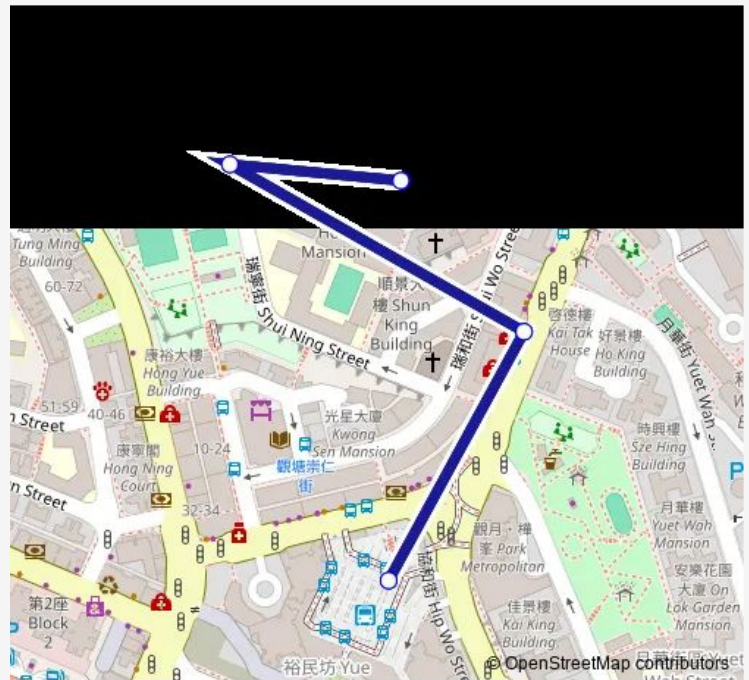 Tung Ming
Building
60-72
Mansion
順景大
樓 Shun
King
Building
瑞寧街 Shui Ning Street
瑞和街 Shui Wo Street
啓德樓
Kai Tak
House
好景樓
Ho King
Building
月華街 Yuet Wah
康裕大樓
Hong Yue
Building
51-59
40-46
光星大廈
Kwong
Sen Mansion
康寧閣
Hong Ning
Court
10-24
觀塘崇仁
街
時興樓
Sze Hing
Building
n Street
n Street
32-34
月華樓
Yuet Wah
Mansion
觀月·樺
峯 Park
Metropolitan
協和街 Hip Wo Stre
安樂花園
大廈 On
Lok Garden
Mansion
第2座
Block
2
佳景樓
Kai King
Building
裕民坊 Yue
© OpenStreetMap contributors